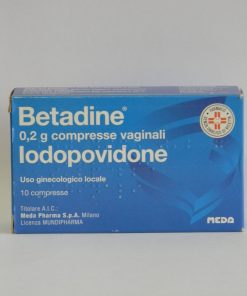 Betadine®
0,2 g compresse vaginali
Iodopovidone
Uso ginecologico locale
10 compresse
Titolare A.I.C.:
Meda Pharma S.p.A. Milano
Licenza MUNDIPHARMA
MEDA